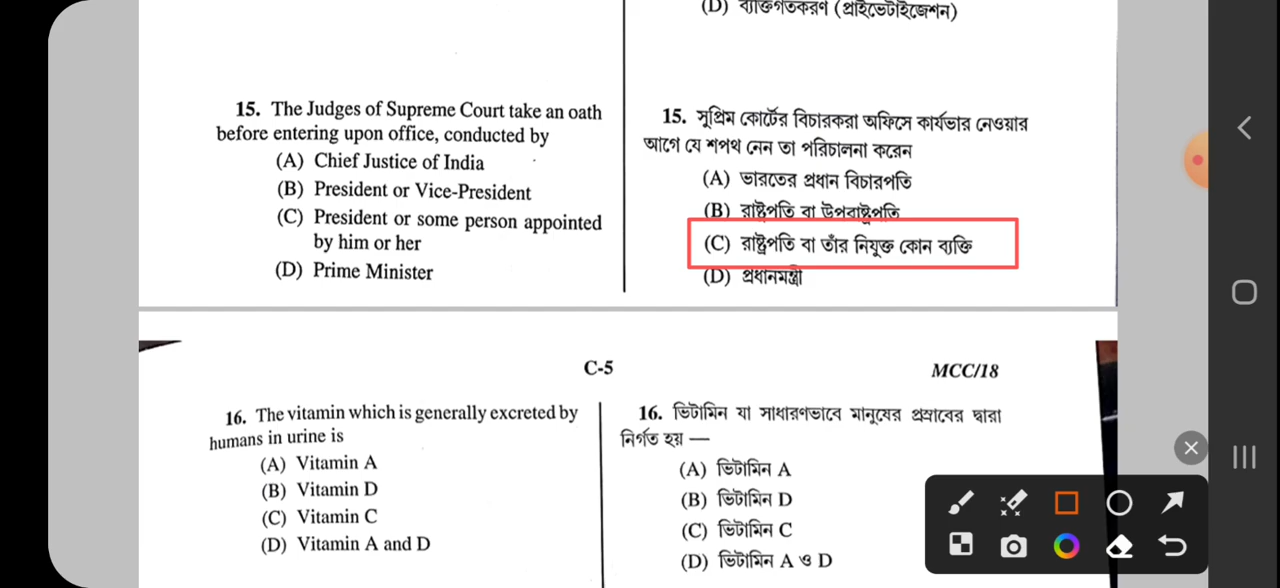 (D) ব্যক্তিগতকরণ (প্রাইভেটাইজেশন)
15. The Judges of Supreme Court take an oath
before entering upon office, conducted by
(A) Chief Justice of India
(B) President or Vice-President
(C) President or some person appointed
by him or her
(D) Prime Minister
15. সুপ্রিম কোর্টের বিচারকরা অফিসে কার্যভার নেওয়ার
আগে যে শপথ নেন তা পরিচালনা করেন
(A) ভারতের প্রধান বিচারপতি
(B) রাষ্ট্রপতি বা উপরাষ্ট্রপতি
(C) রাষ্ট্রপতি বা তাঁর নিযুক্ত কোন ব্যক্তি
(D) প্রধানমন্ত্রী
C-5
MCC/18
16. The vitamin which is generally excreted by
humans in urine is
(A) Vitamin A
(B) Vitamin D
(C) Vitamin C
(D) Vitamin A and D
16. ভিটামিন যা সাধারণভাবে মানুষের প্রস্রাবের দ্বারা
নির্গত হয় —
(A) ভিটামিন A
(B) ভিটামিন D
(C) ভিটামিন C
(D) ভিটামিন A ও D